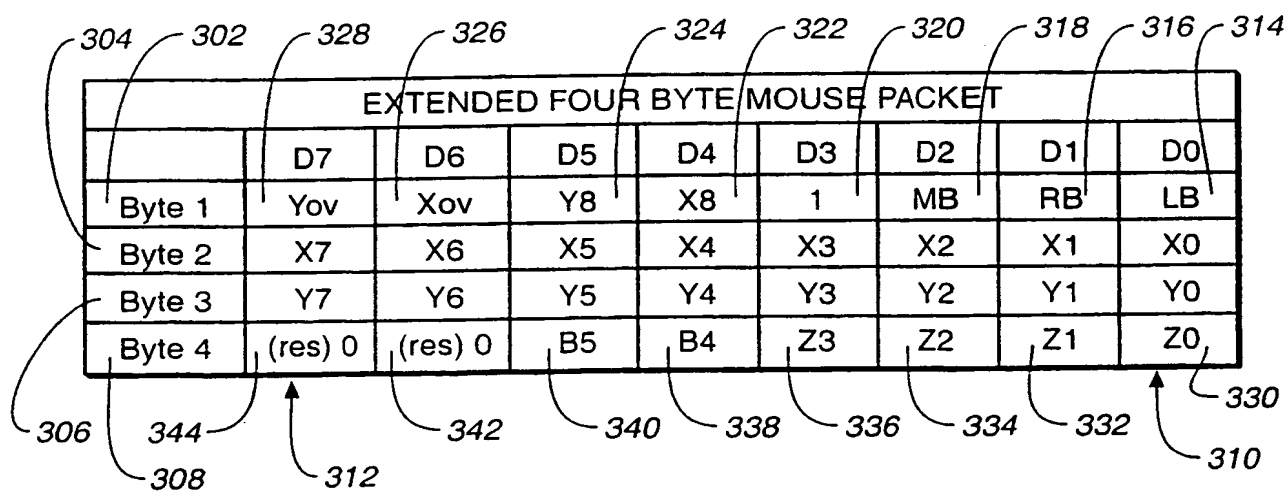 304 302 328 326 324 322 320 318 316 314
EXTENDED FOUR BYTE MOUSE PACKET
D7 D6 D5 D4 D3 D2 D1 D0
Byte 1 Yov Xov Y8 X8 1 MB RB LB
Byte 2 X7 X6 X5 X4 X3 X2 X1 X0
Byte 3 Y7 Y6 Y5 Y4 Y3 Y2 Y1 Y0
Byte 4 (res) 0 (res) 0 B5 B4 Z3 Z2 Z1 Z0
306 344 342 340 338 336 334 332 330
308 312 310